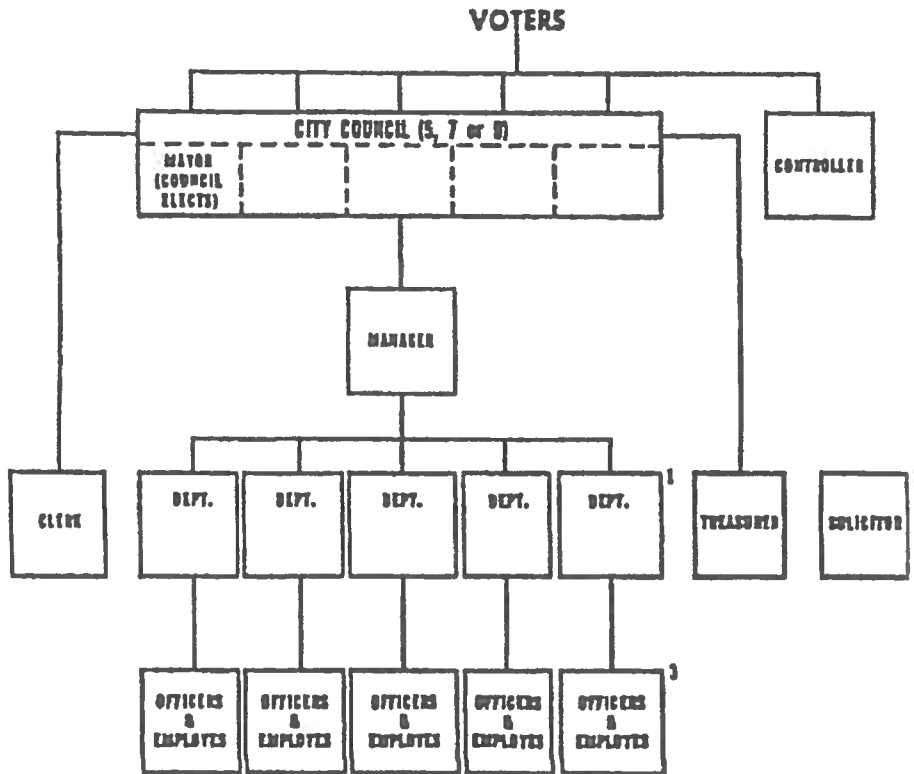 VOTERS
CITY COUNCIL (5, 7 or 9)
MAYOR
(COUNCIL
ELECTS)
CONTROLLER
MANAGER
CLERK
DEPT.
DEPT.
DEPT.
DEPT.
DEPT.
1
TREASURER
SOLICITOR
OFFICERS
&
EMPLOYES
OFFICERS
&
EMPLOYES
OFFICERS
&
EMPLOYES
OFFICERS
&
EMPLOYES
OFFICERS
&
EMPLOYES
3